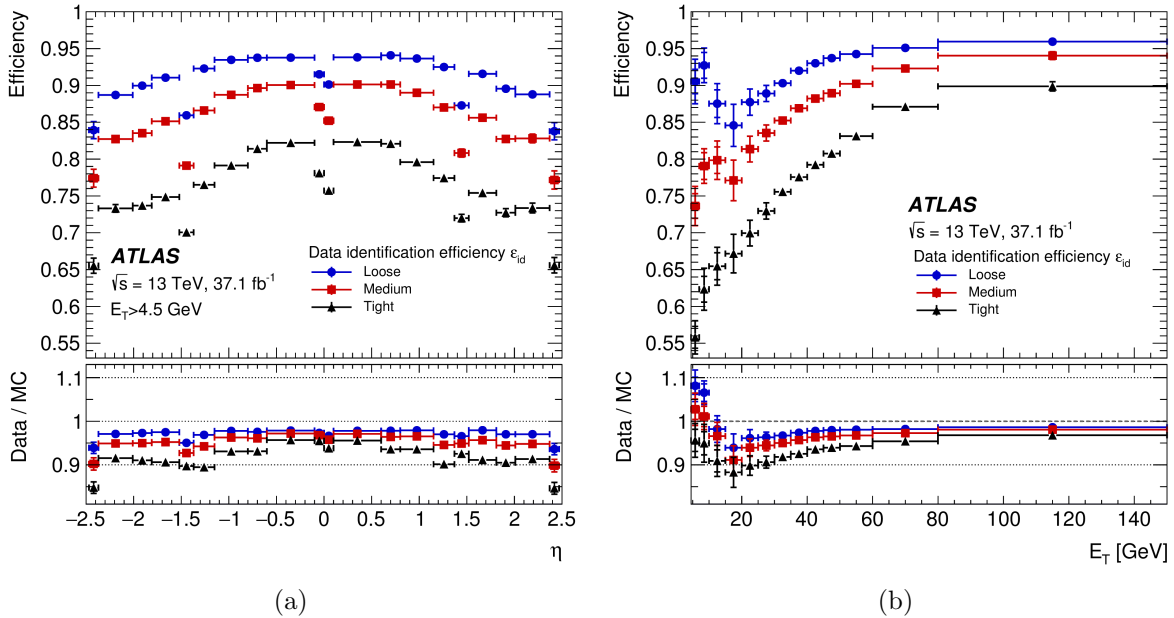 Efficiency
1
0.95
0.9
0.85
0.8
0.75
0.7
0.65
0.6
0.55
ATLAS
√s = 13 TeV, 37.1 fb⁻¹
E_T>4.5 GeV
Data identification efficiency ε_id
Loose
Medium
Tight
Data / MC
1.1
1
0.9
−2.5 −2 −1.5 −1 −0.5 0 0.5 1 1.5 2 2.5
η
(a)
Efficiency
1
0.95
0.9
0.85
0.8
0.75
0.7
0.65
0.6
0.55
ATLAS
√s = 13 TeV, 37.1 fb⁻¹
Data identification efficiency ε_id
Loose
Medium
Tight
Data / MC
1.1
1
0.9
20 40 60 80 100 120 140
E_T [GeV]
(b)